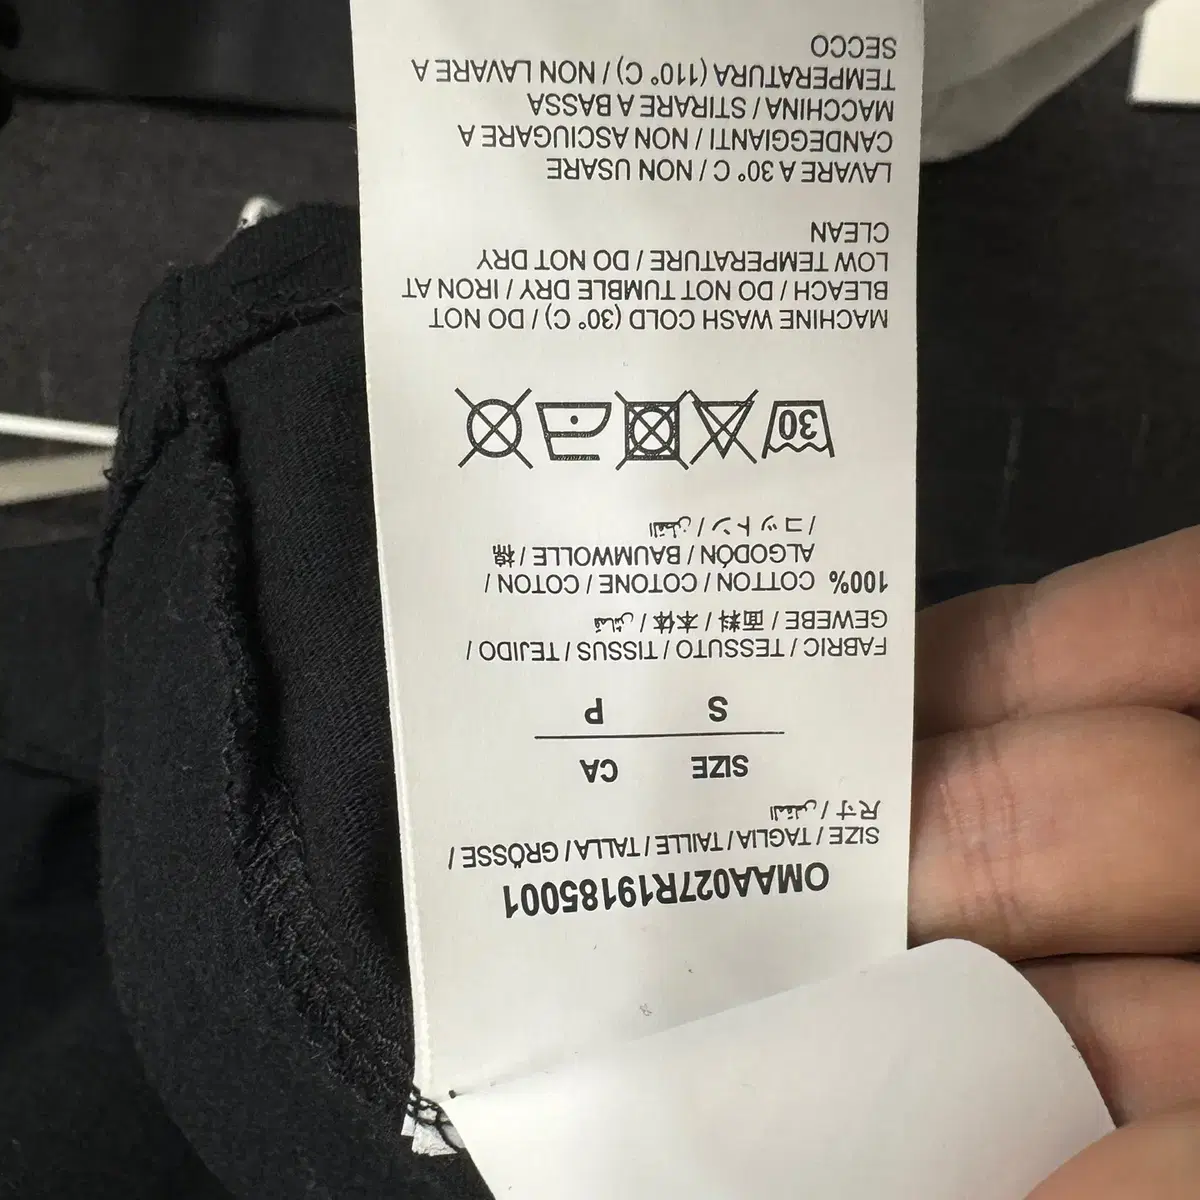 OMAA027R19185001
SIZE / TAGLIA / TAILLE / TALLA / GRÖSSE /
尺寸 / المقاس
SIZE CA
S P
FABRIC / TESSUTO / TISSUS / TEJIDO /
GEWEBE / 面料 / 本体 / قماش
100% COTTON / COTONE / COTON /
ALGODÓN / BAUMWOLLE / 棉
/ コットン / القطن
30
MACHINE WASH COLD (30° C) / DO NOT
BLEACH / DO NOT TUMBLE DRY / IRON AT
LOW TEMPERATURE / DO NOT DRY
CLEAN
LAVARE A 30° C / NON USARE
CANDEGGIANTI / NON ASCIUGARE A
MACCHINA / STIRARE A BASSA
TEMPERATURA (110° C) / NON LAVARE A
SECCO